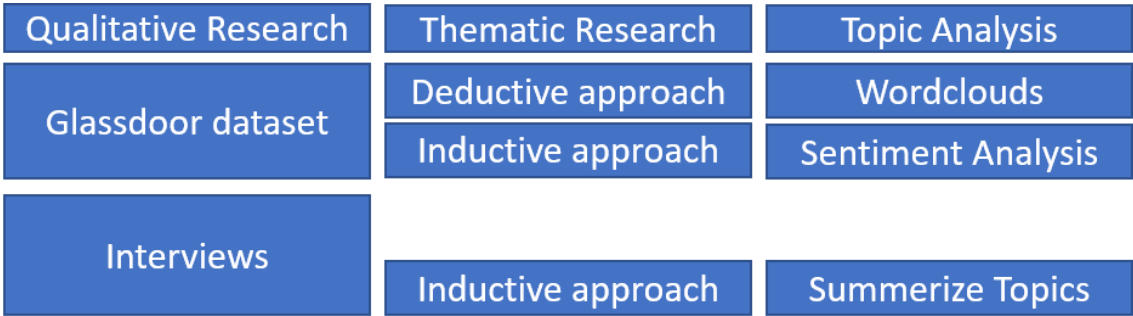 Qualitative Research
Thematic Research
Topic Analysis
Glassdoor dataset
Deductive approach
Wordclouds
Inductive approach
Sentiment Analysis
Interviews
Inductive approach
Summerize Topics